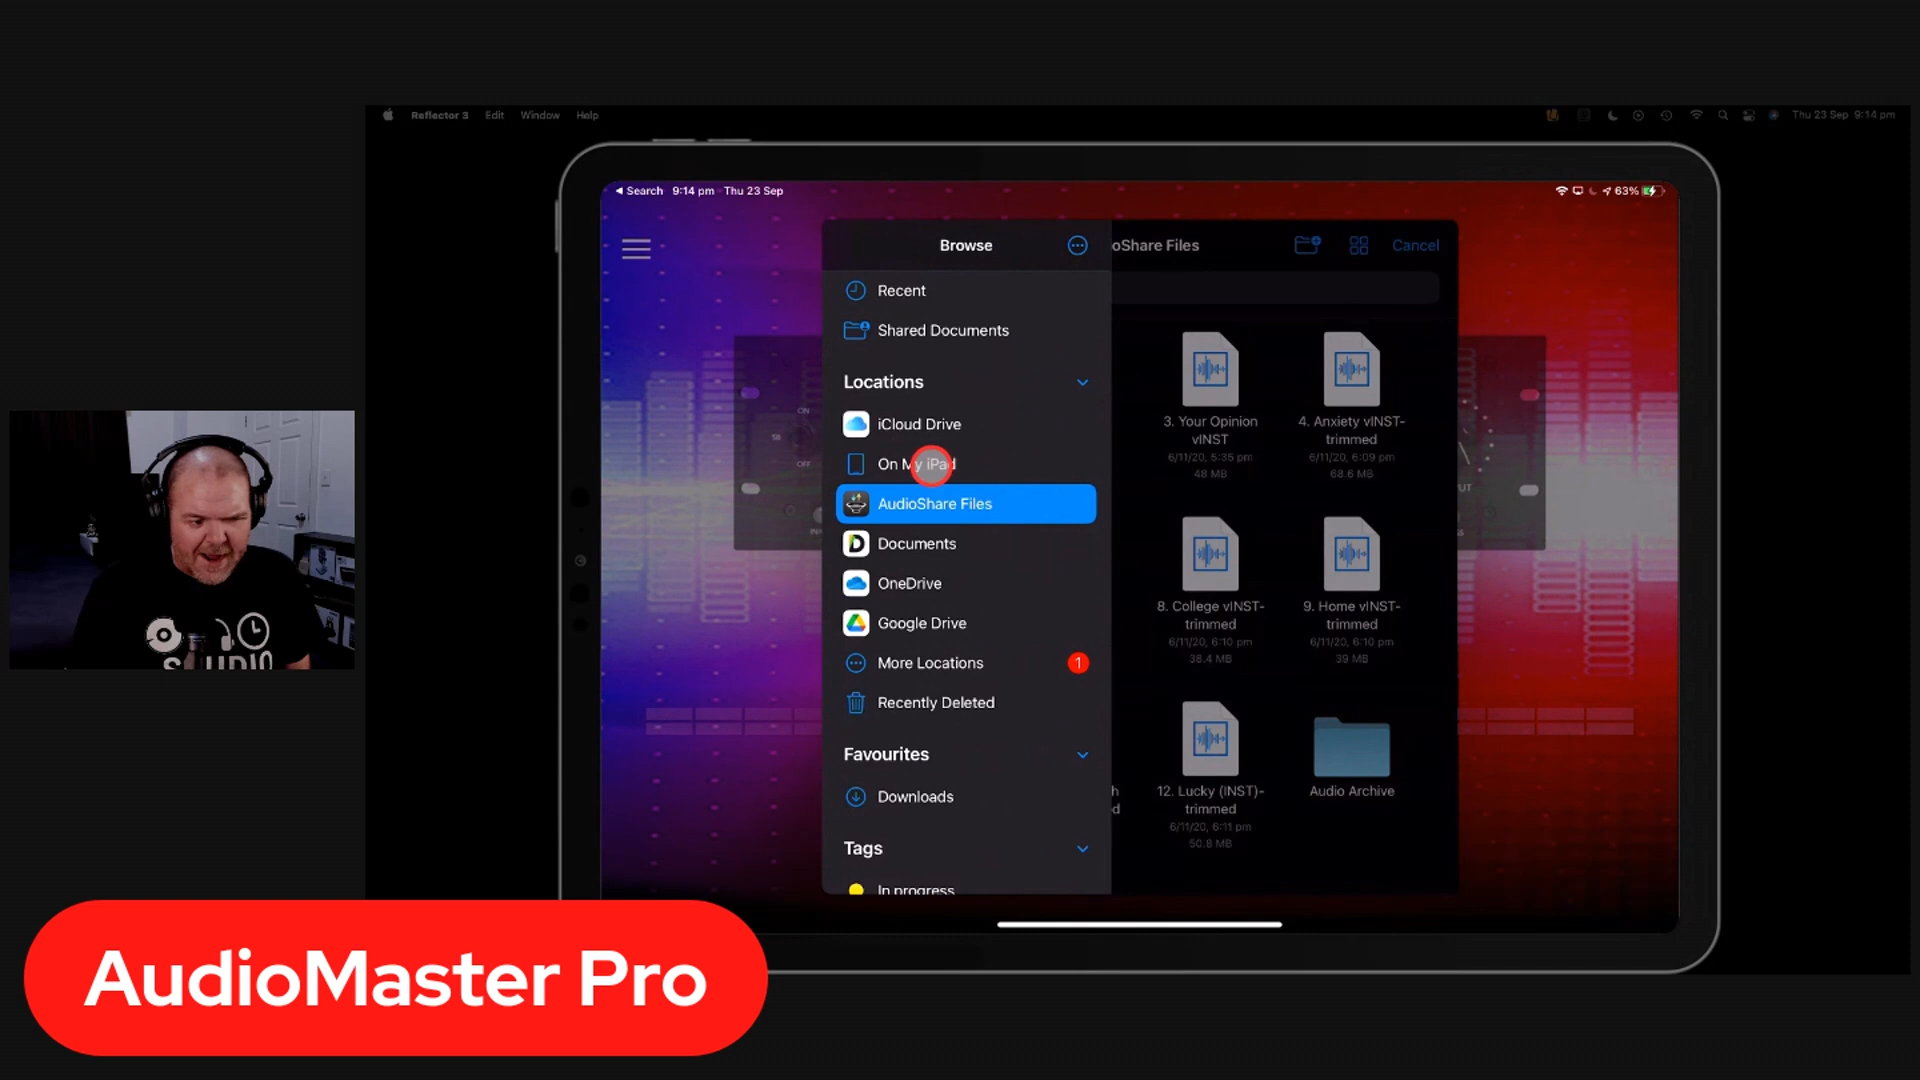 Reflector 3 Edit Window Help
Thu 23 Sep 9:14 pm
Search 9:14 pm Thu 23 Sep
63%
Browse
oShare Files
Cancel
Recent
Shared Documents
Locations
iCloud Drive
On My iPad
AudioShare Files
Documents
OneDrive
Google Drive
More Locations
1
Recently Deleted
Favourites
Downloads
Tags
In progress
3. Your Opinion
vINST
6/11/20, 5:35 pm
48 MB
4. Anxiety vINST-
trimmed
6/11/20, 6:09 pm
68.6 MB
8. College vINST-
trimmed
6/11/20, 6:10 pm
38.4 MB
9. Home vINST-
trimmed
6/11/20, 6:10 pm
39 MB
h
d
12. Lucky (INST)-
trimmed
6/11/20, 6:11 pm
50.8 MB
Audio Archive
ON
OFF
STUDIO
AudioMaster Pro